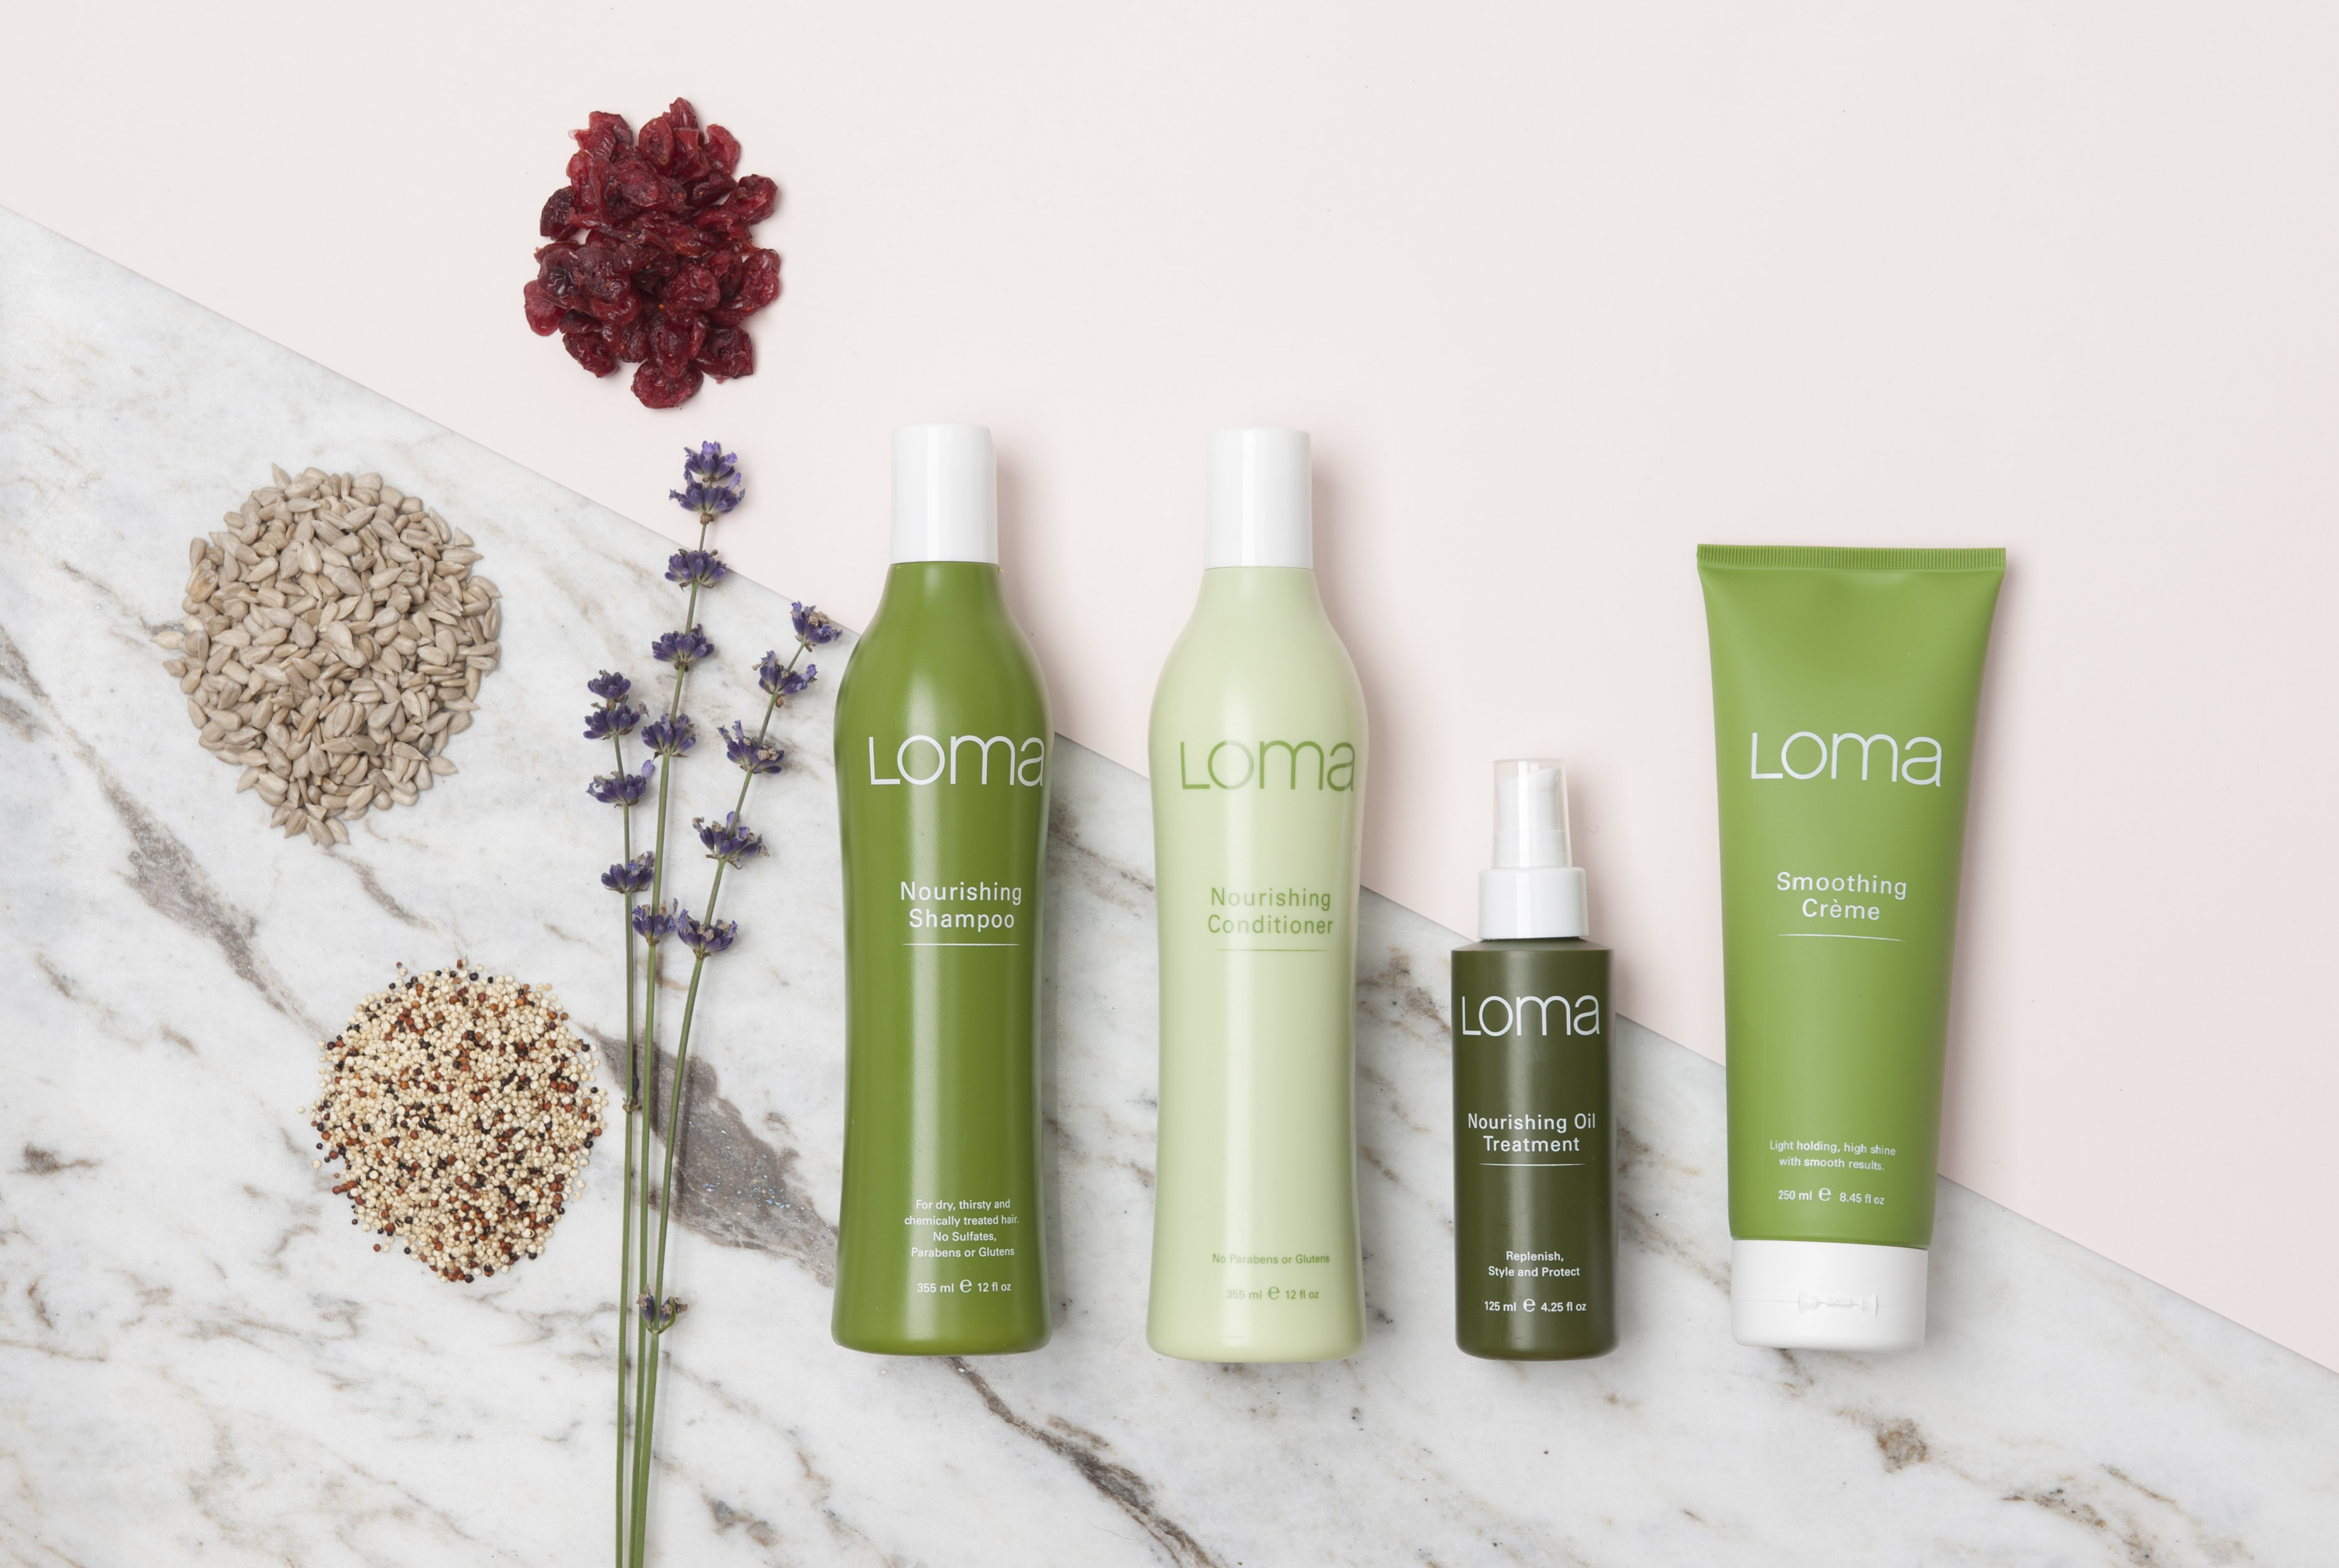 Loma
Nourishing
Shampoo
For dry, thirsty and
chemically treated hair.
No Sulfates,
Parabens or Glutens
355 ml e 12 fl oz
Loma
Nourishing
Conditioner
No Parabens or Glutens
355 ml e 12 fl oz
Loma
Nourishing Oil
Treatment
Replenish,
Style and Protect
125 ml e 4.25 fl oz
Loma
Smoothing
Crème
Light holding, high shine
with smooth results.
250 ml e 8.45 fl oz